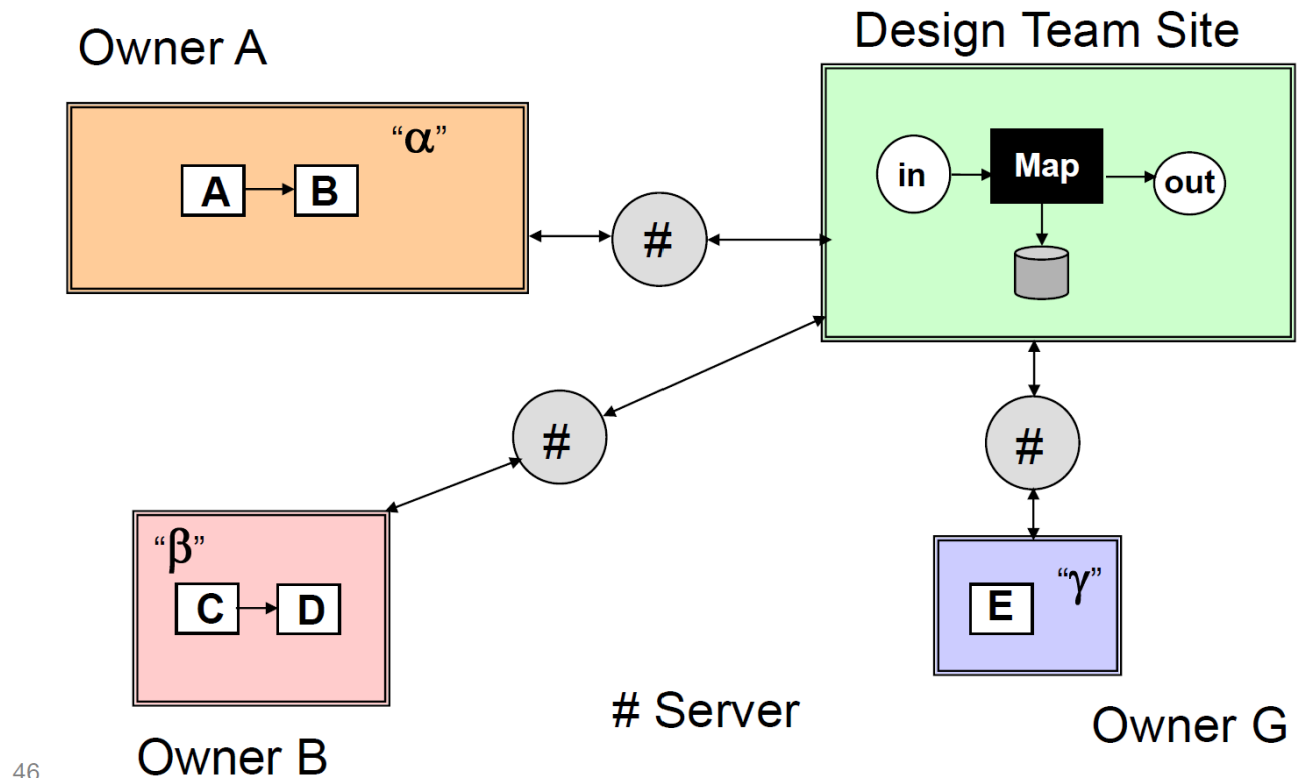 Owner A
Design Team Site
“α”
A
B
#
in
Map
out
#
#
“β”
C
D
E
“γ”
# Server
Owner G
Owner B
46